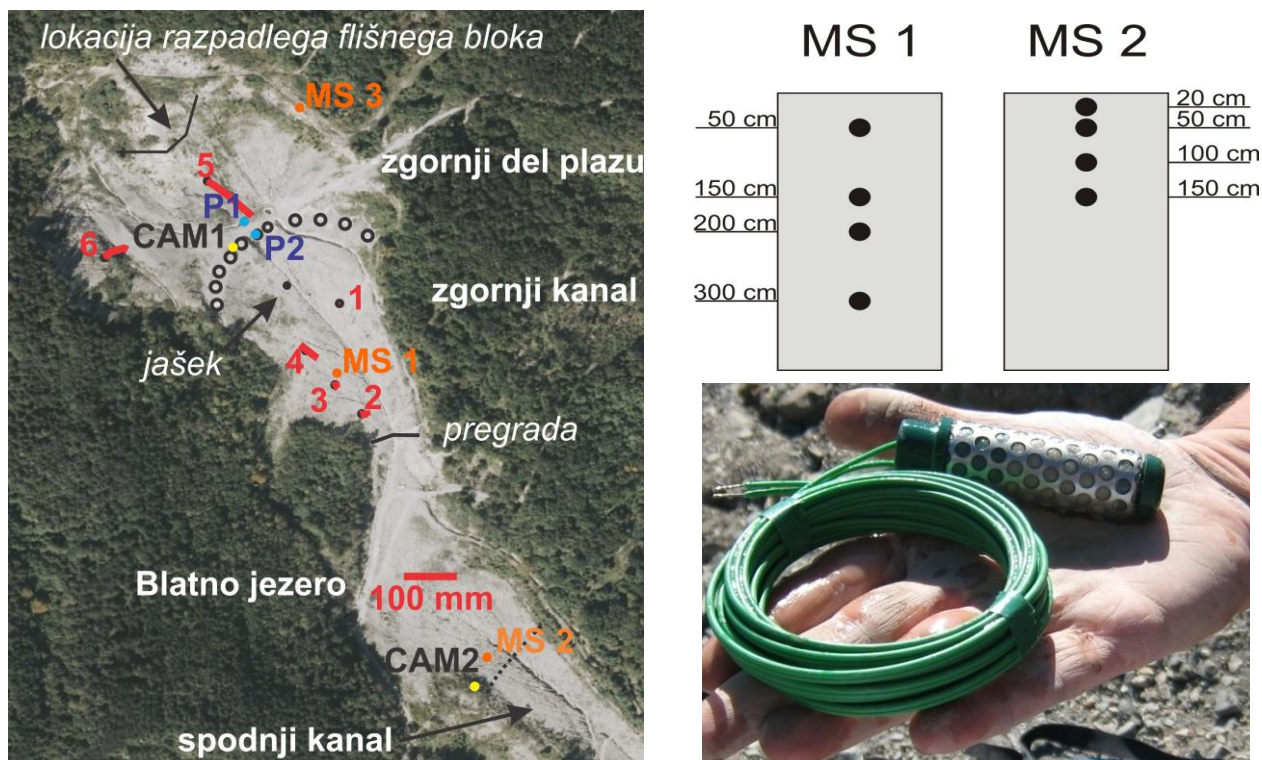 lokacija razpadlega flišnega bloka
MS 3
zgornji del plazu
5
P1
CAM1
P2
6
zgornji kanal
1
jašek
4
MS 1
3
2
pregrada
Blatno jezero
100 mm
MS 2
CAM2
spodnji kanal
MS 1
50 cm
150 cm
200 cm
300 cm
MS 2
20 cm
50 cm
100 cm
150 cm